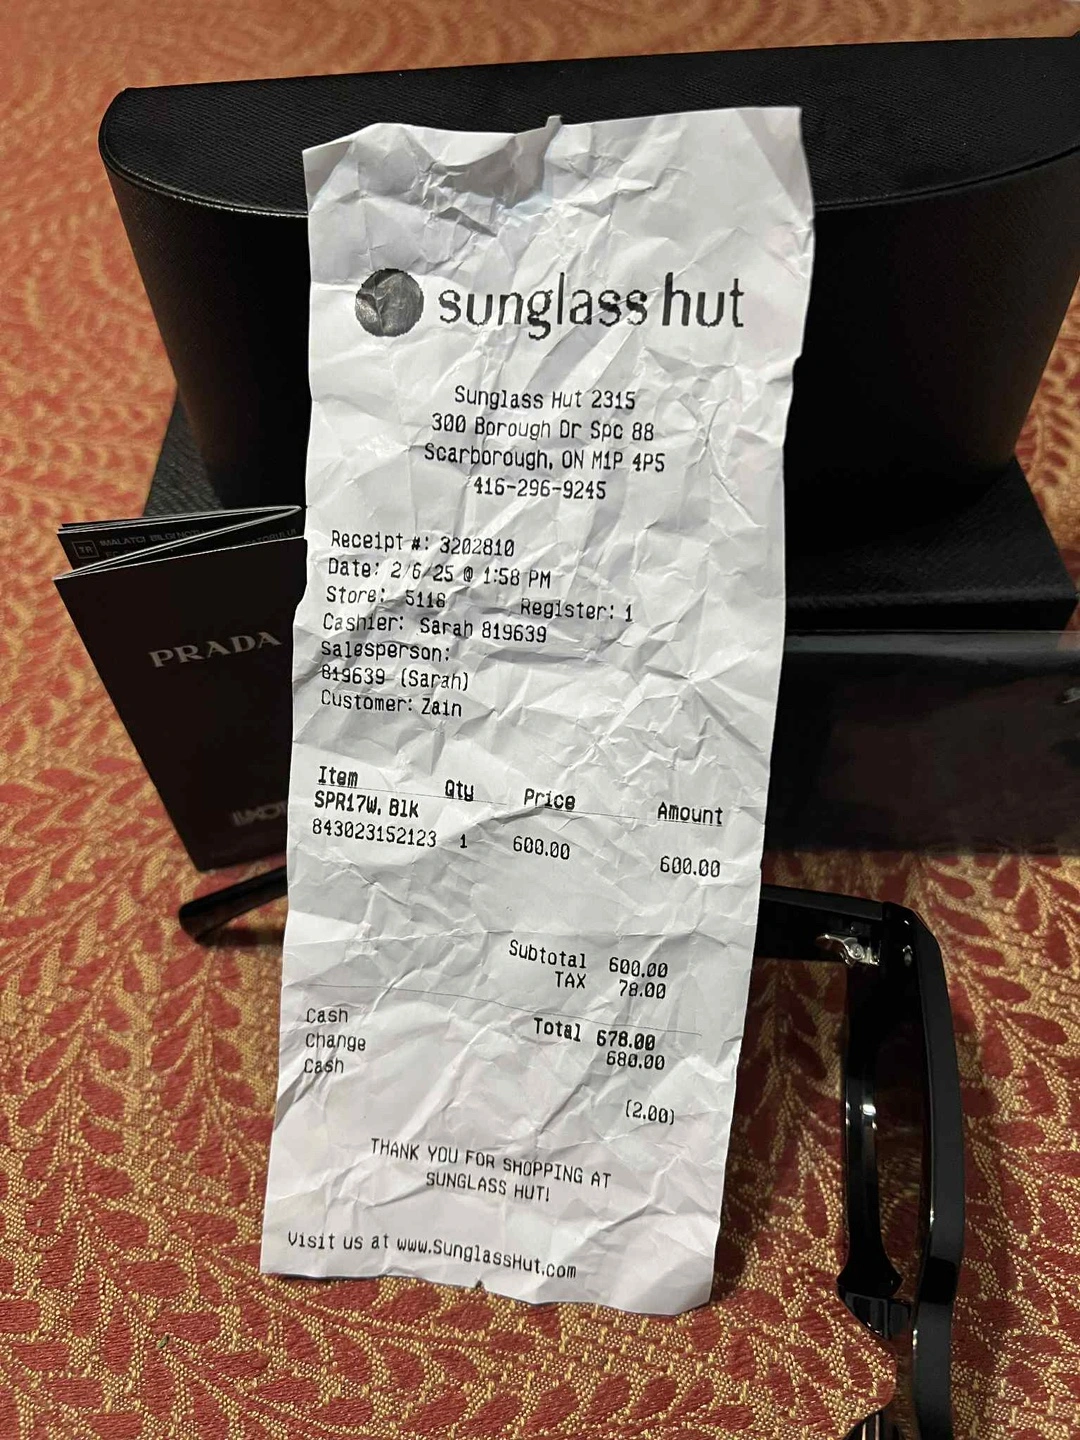 sunglass hut
Sunglass Hut 2315
300 Borough Dr Spc 88
Scarborough, ON M1P 4P5
416-296-9245
Receipt #: 3202810
Date: 2/6/25 @ 1:58 PM
Store: 5118 Register: 1
Cashier: Sarah 819639
Salesperson:
819639 (Sarah)
Customer: Zain
Item Qty Price Amount
SPR17W, Blk
843023152123 1 600.00 600.00
Subtotal 600.00
TAX 78.00
Total 678.00
Cash 680.00
Change
Cash (2.00)
THANK YOU FOR SHOPPING AT
SUNGLASS HUT!
Visit us at www.SunglassHut.com
TR IMALATCI
PRADA